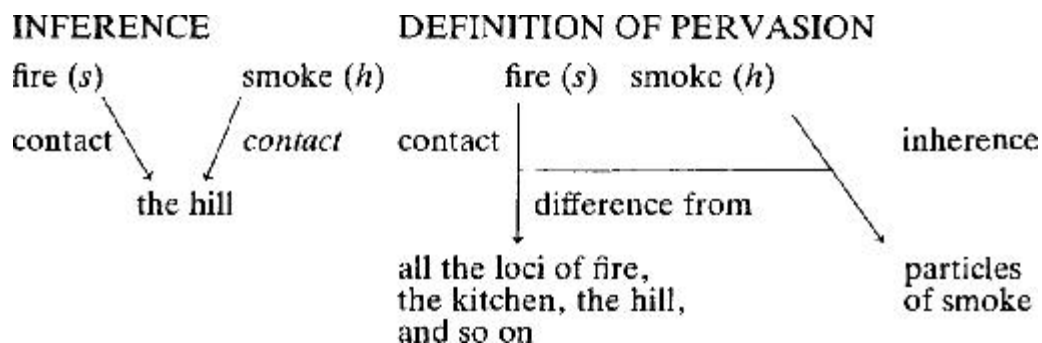 INFERENCE DEFINITION OF PERVASION
fire (s) smoke (h) fire (s) smoke (h)
contact contact contact inherence
the hill difference from
all the loci of fire, particles
the kitchen, the hill, of smoke
and so on